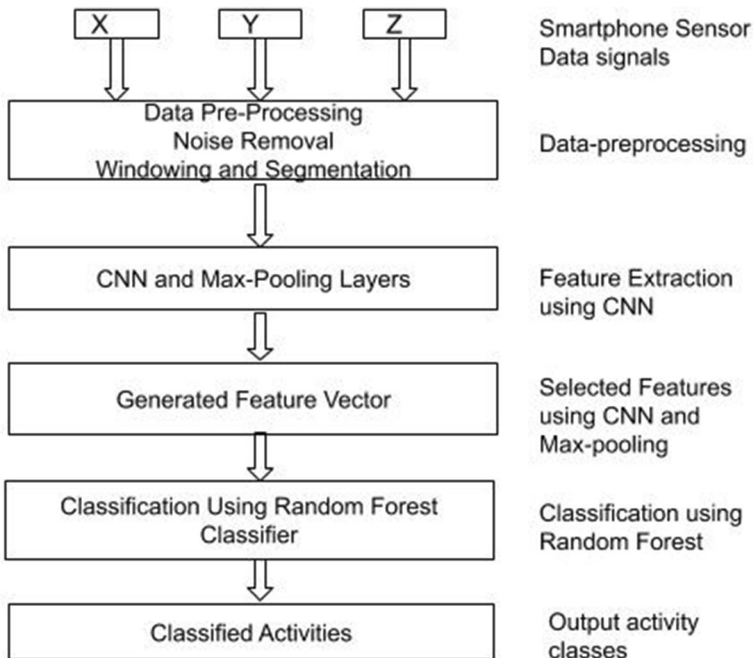 X Y Z
Smartphone Sensor
Data signals
Data Pre-Processing
Noise Removal
Windowing and Segmentation
Data-preprocessing
CNN and Max-Pooling Layers
Feature Extraction
using CNN
Generated Feature Vector
Selected Features
using CNN and
Max-pooling
Classification Using Random Forest
Classifier
Classification using
Random Forest
Classified Activities
Output activity
classes